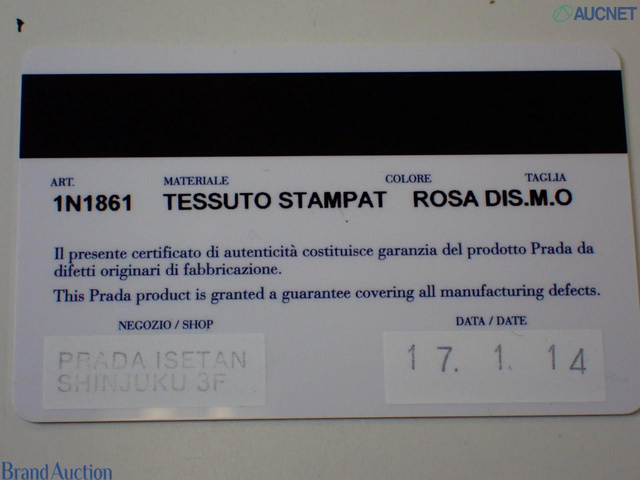 AUCNET
ART. MATERIALE COLORE TAGLIA
1N1861 TESSUTO STAMPAT ROSA DIS.M.O
Il presente certificato di autenticità costituisce garanzia del prodotto Prada da
difetti originari di fabbricazione.
This Prada product is granted a guarantee covering all manufacturing defects.
NEGOZIO / SHOP DATA / DATE
PRADA ISETAN
SHINJUKU 3F
17. 1. 14
Brand Auction